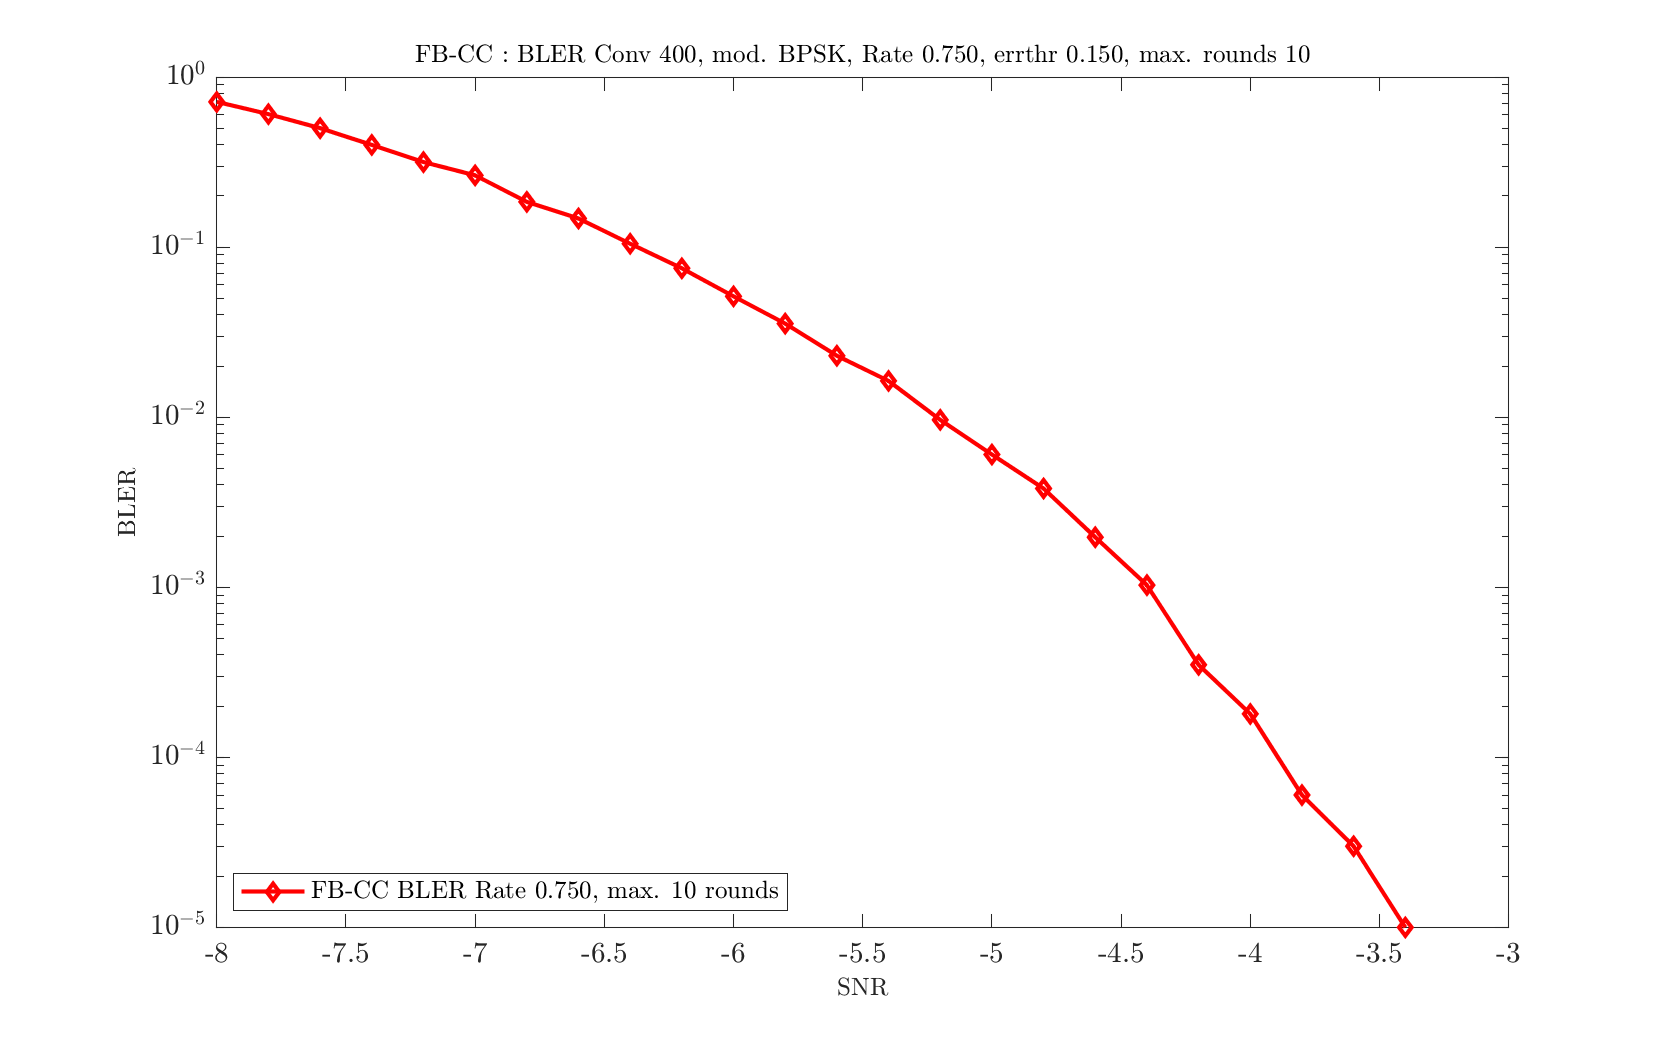 FB-CC : BLER Conv 400, mod. BPSK, Rate 0.750, errthr 0.150, max. rounds 10
10^0
10^-1
10^-2
10^-3
10^-4
10^-5
BLER
FB-CC BLER Rate 0.750, max. 10 rounds
-8 -7.5 -7 -6.5 -6 -5.5 -5 -4.5 -4 -3.5 -3
SNR